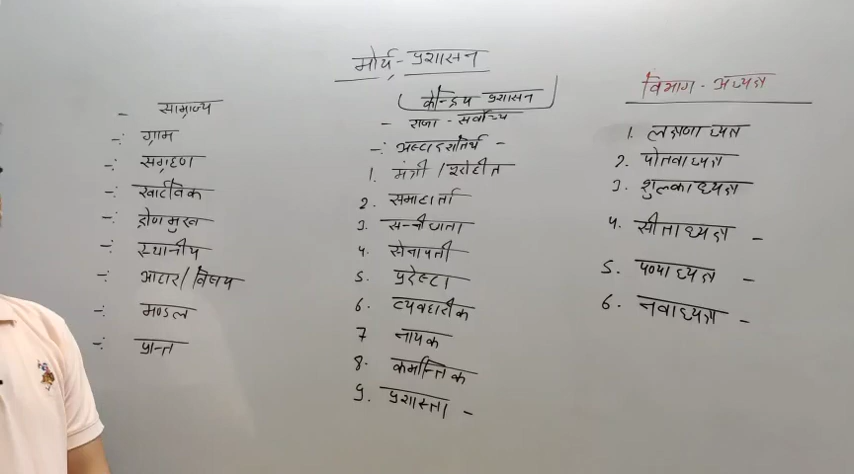 मौर्य - प्रशासन
- साम्राज्य
-: ग्राम
-: संग्रहण
-: खार्टविक
-: द्रोण मुख
-: स्थानीय
-: आहार/विषय
-: मण्डल
-: प्रान्त
केन्द्रिय प्रशासन
- राजा - सर्वोच्य
-: अष्टादशतिर्थ -
1. मंत्री / पुरोहीत
2. समाहर्ता
3. सन्नीधाता
4. सेनापती
5. प्रदेष्टा
6. व्यवहारीक
7 नायक
8. कर्मान्तिक
9. प्रशास्ता -
विभाग - अध्यक्ष
1. लक्षणाध्यक्ष
2. पोतवाध्यक्ष
3. शुल्काध्यक्ष
4. सीताध्यक्ष -
5. पण्याध्यक्ष -
6. नवाध्यक्ष -